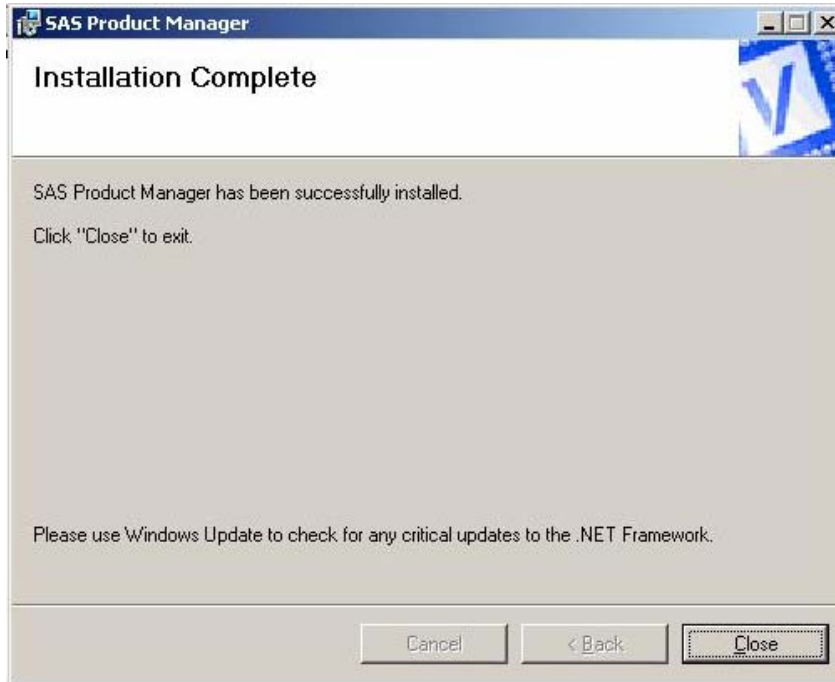 SAS Product Manager
Installation Complete
SAS Product Manager has been successfully installed.
Click "Close" to exit.
Please use Windows Update to check for any critical updates to the .NET Framework.
Cancel
< Back
Close